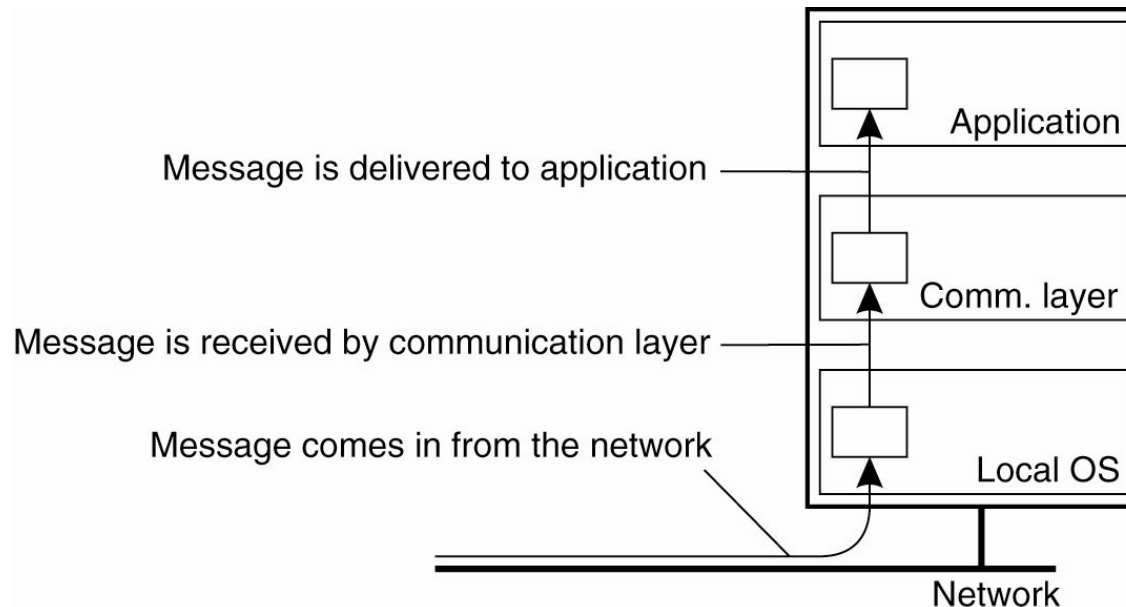 Application
Message is delivered to application
Comm. layer
Message is received by communication layer
Message comes in from the network
Local OS
Network